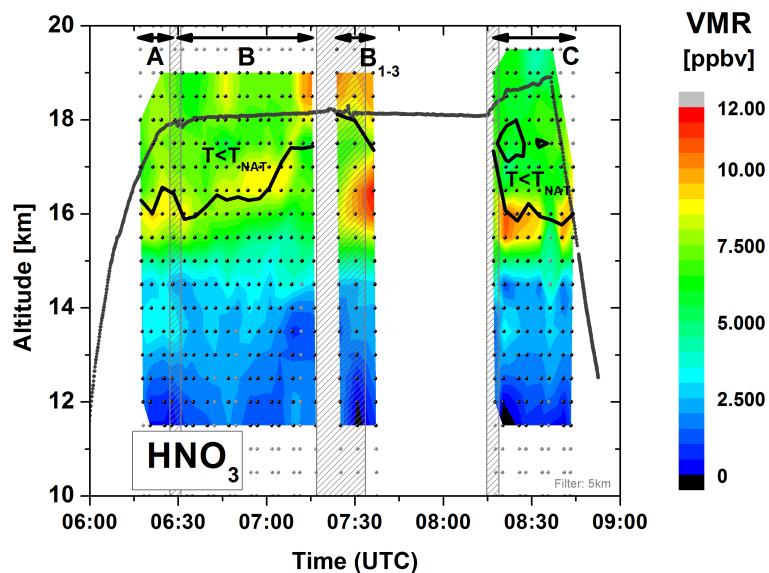 VMR
[ppbv]
A B B1-3 C
T<TNAT
T<TNAT
12.00
10.00
7.500
5.000
2.500
0
20
18
16
14
12
10
Altitude [km]
HNO3
Filter: 5km
06:00 06:30 07:00 07:30 08:00 08:30 09:00
Time (UTC)